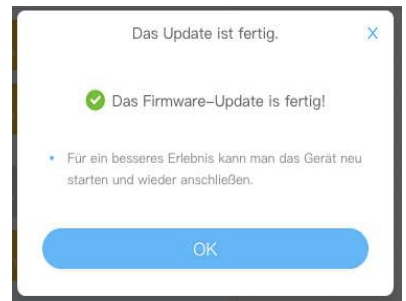 Das Update ist fertig.
X
Das Firmware-Update is fertig!
• Für ein besseres Erlebnis kann man das Gerät neu
starten und wieder anschließen.
OK